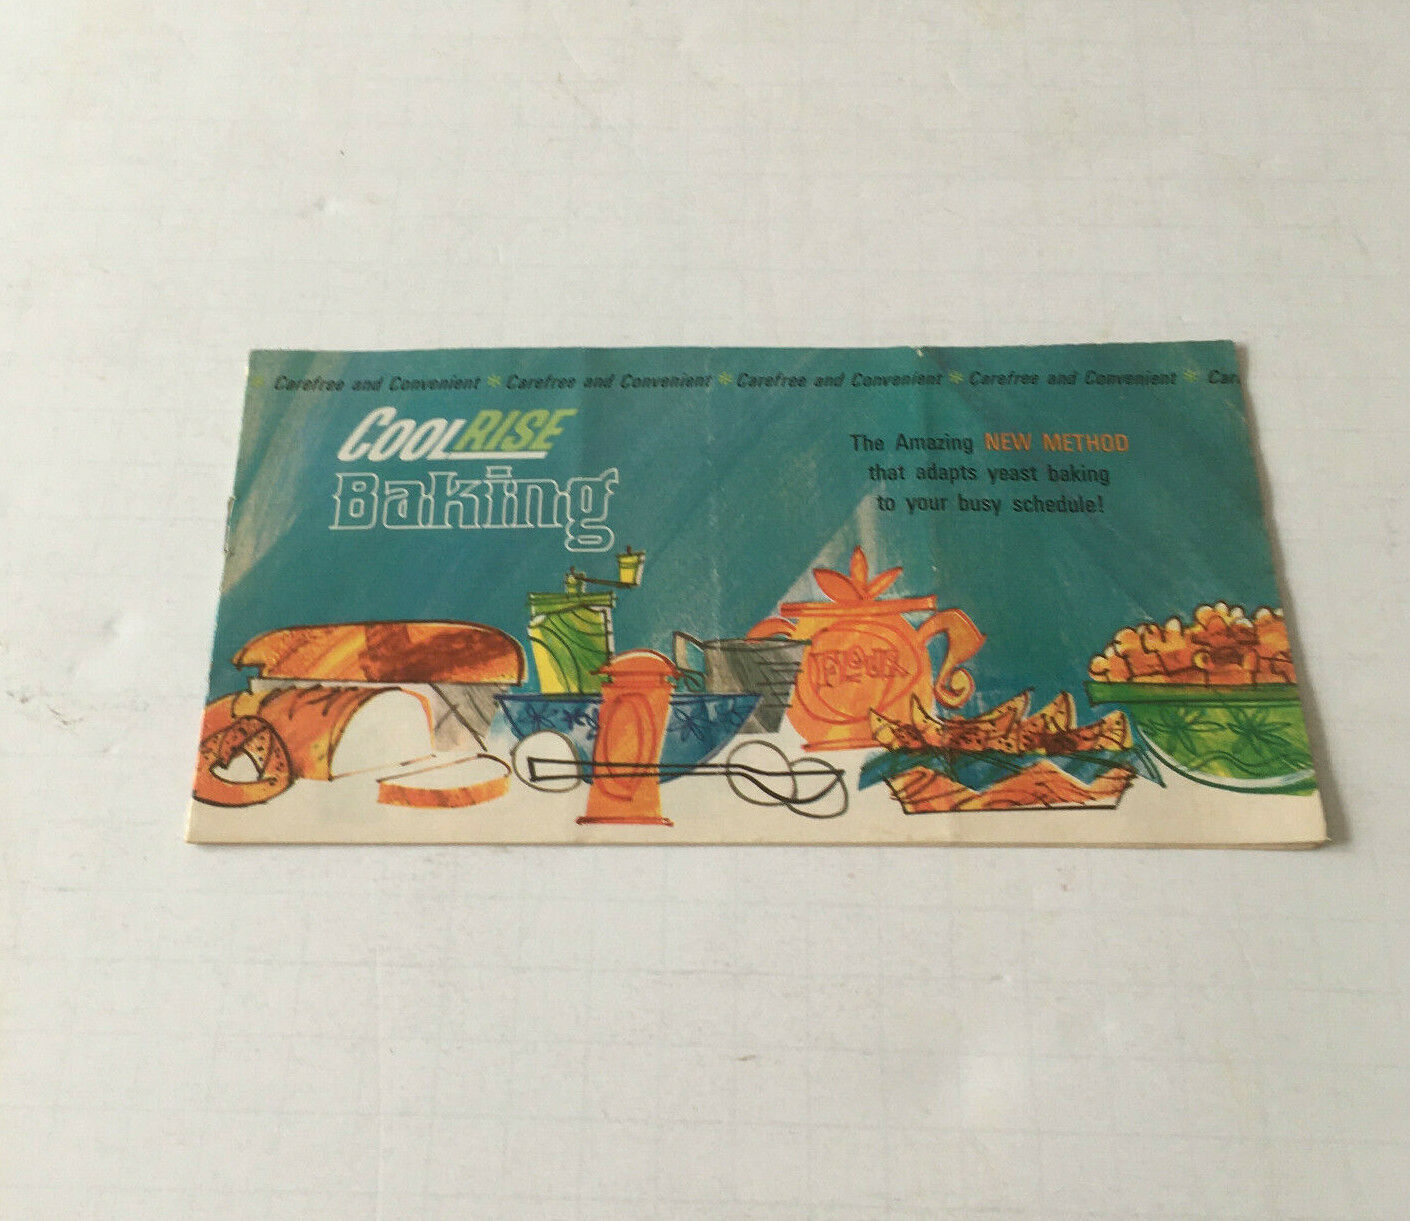 * Carefree and Convenient * Carefree and Convenient * Carefree and Convenient * Carefree and Convenient * Car
COOLRISE
Baking
The Amazing NEW METHOD
that adapts yeast baking
to your busy schedule!
FLOUR